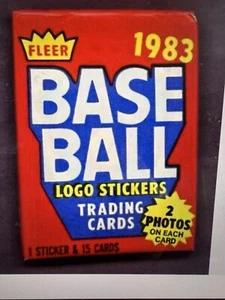 FLEER
1983
BASE
BALL
LOGO STICKERS
TRADING
CARDS
2
PHOTOS
ON EACH
CARD
1 STICKER & 15 CARDS